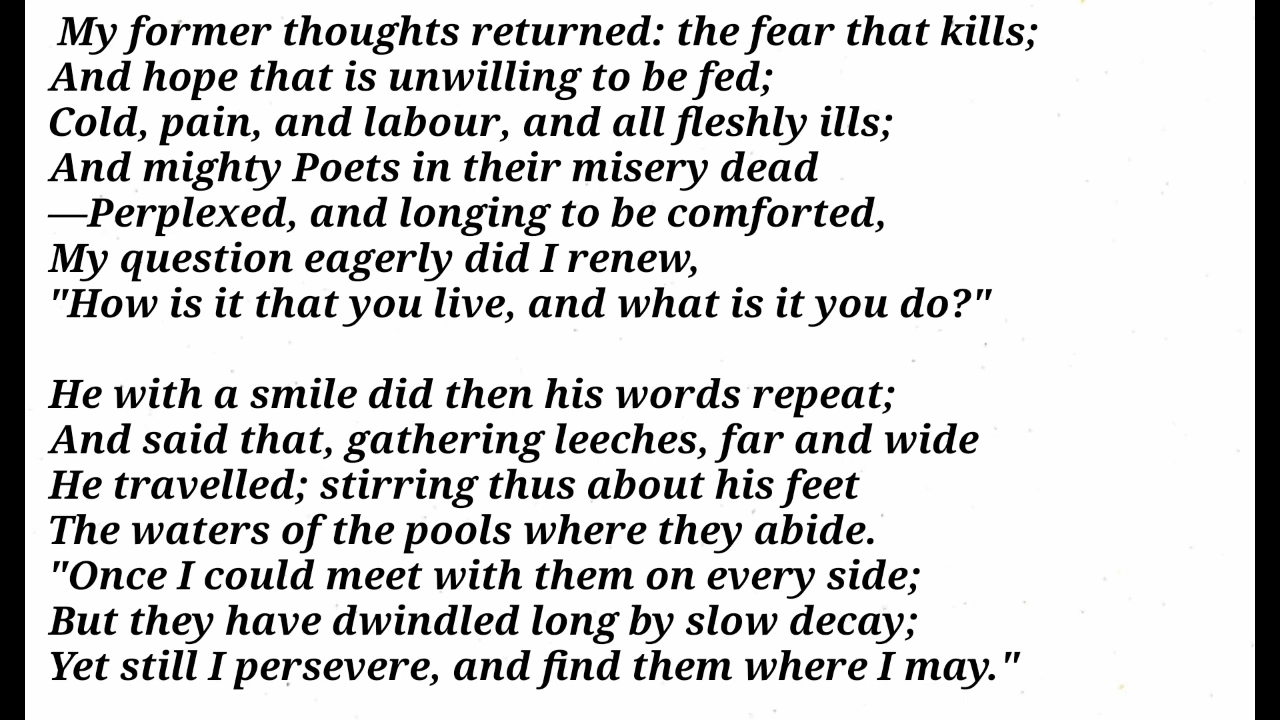 My former thoughts returned: the fear that kills;
And hope that is unwilling to be fed;
Cold, pain, and labour, and all fleshly ills;
And mighty Poets in their misery dead
—Perplexed, and longing to be comforted,
My question eagerly did I renew,
"How is it that you live, and what is it you do?"
He with a smile did then his words repeat;
And said that, gathering leeches, far and wide
He travelled; stirring thus about his feet
The waters of the pools where they abide.
"Once I could meet with them on every side;
But they have dwindled long by slow decay;
Yet still I persevere, and find them where I may."